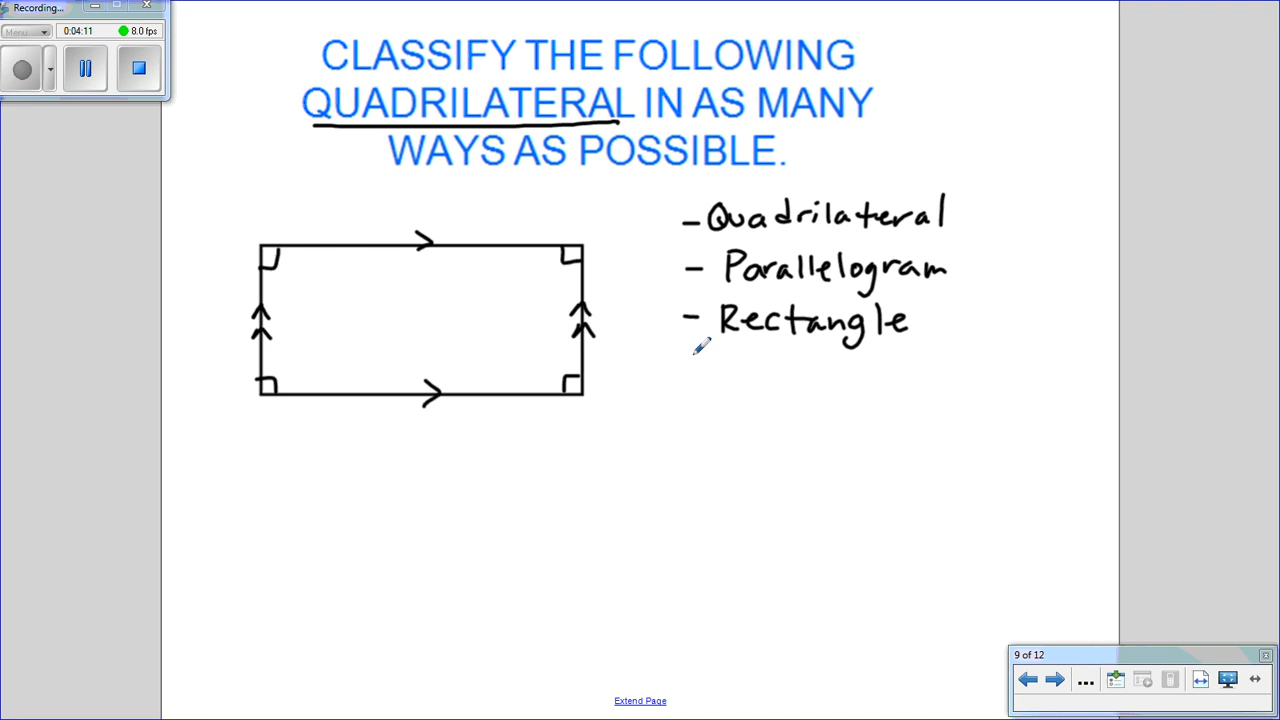 Recording...
Menu
0:04:11
8.0 fps
CLASSIFY THE FOLLOWING
QUADRILATERAL IN AS MANY
WAYS AS POSSIBLE.
- Quadrilateral
- Parallelogram
- Rectangle
9 of 12
...
Extend Page